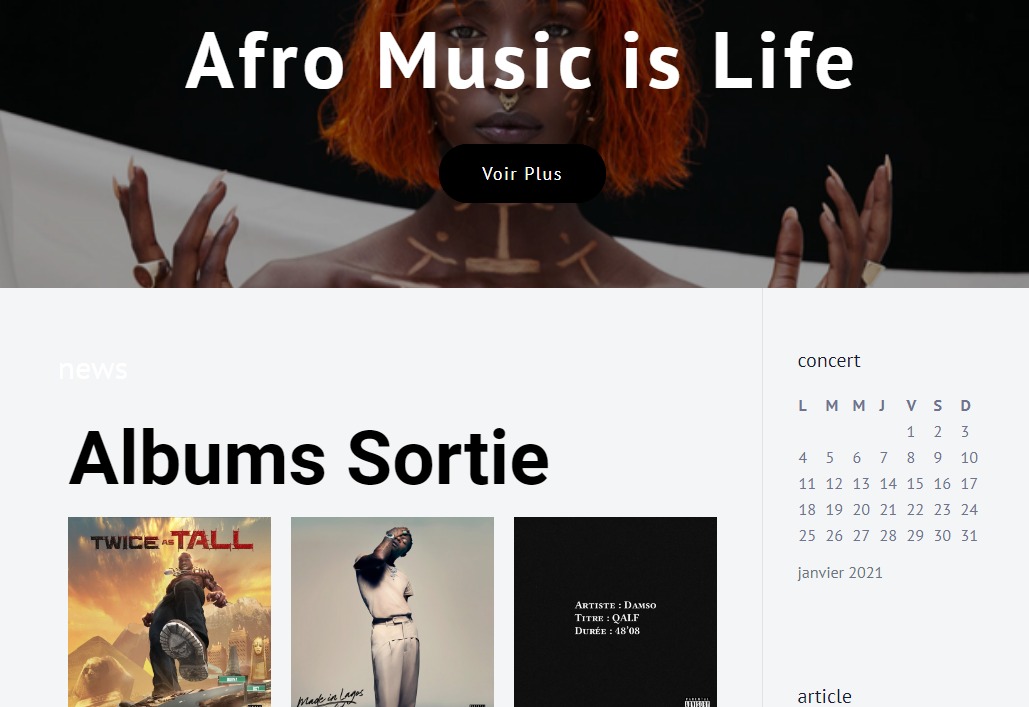 Afro Music is Life
Voir Plus
news
Albums Sortie
TWICE AS TALL
Made in Lagos
ARTISTE : DAMSO
TITRE : QALF
DURÉE : 48'08
concert
L M M J V S D
1 2 3
4 5 6 7 8 9 10
11 12 13 14 15 16 17
18 19 20 21 22 23 24
25 26 27 28 29 30 31
janvier 2021
article